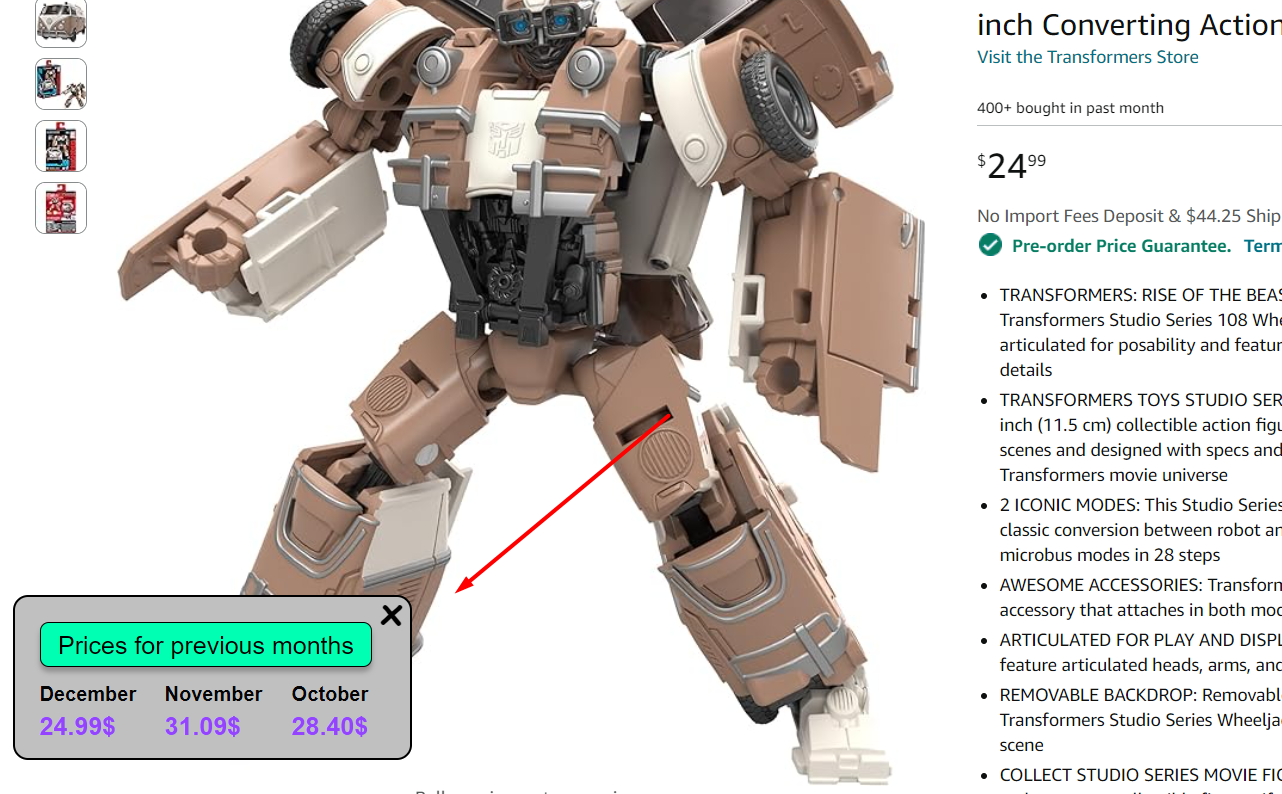 inch Converting Action
Visit the Transformers Store
400+ bought in past month
$24.99
No Import Fees Deposit & $44.25 Ship
Pre-order Price Guarantee. Term
TRANSFORMERS: RISE OF THE BEAS
Transformers Studio Series 108 Whe
articulated for posability and featur
details
TRANSFORMERS TOYS STUDIO SER
inch (11.5 cm) collectible action figu
scenes and designed with specs and
Transformers movie universe
2 ICONIC MODES: This Studio Series
classic conversion between robot an
microbus modes in 28 steps
AWESOME ACCESSORIES: Transform
accessory that attaches in both mod
ARTICULATED FOR PLAY AND DISPL
feature articulated heads, arms, and
REMOVABLE BACKDROP: Removable
Transformers Studio Series Wheelja
scene
COLLECT STUDIO SERIES MOVIE FIG
Prices for previous months
December November October
24.99$ 31.09$ 28.40$